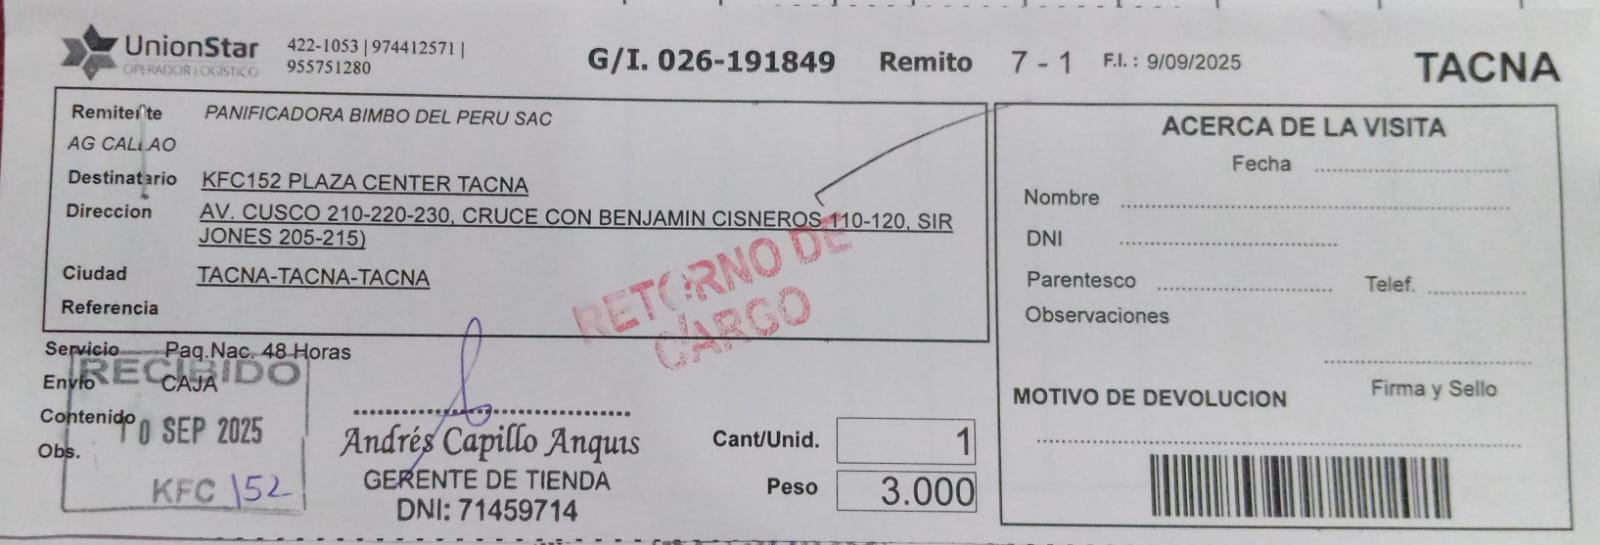 UnionStar
OPERADOR LOGÍSTICO
422-1053 | 974412571 |
955751280
G/I. 026-191849 Remito 7 - 1 F.I. : 9/09/2025 TACNA
Remitente PANIFICADORA BIMBO DEL PERU SAC
AG CALLAO
Destinatario KFC152 PLAZA CENTER TACNA
Direccion AV. CUSCO 210-220-230, CRUCE CON BENJAMIN CISNEROS 110-120, SIR
JONES 205-215)
Ciudad TACNA-TACNA-TACNA
Referencia
RETORNO DE
CARGO
Servicio Paq.Nac. 48 Horas
Envío CAJA
Contenido
Obs.
RECIBIDO
10 SEP 2025
KFC 152
Andrés Capillo Anquis
GERENTE DE TIENDA
DNI: 71459714
Cant/Unid. 1
Peso 3.000
ACERCA DE LA VISITA
Fecha
Nombre
DNI
Parentesco Telef.
Observaciones
Firma y Sello
MOTIVO DE DEVOLUCION